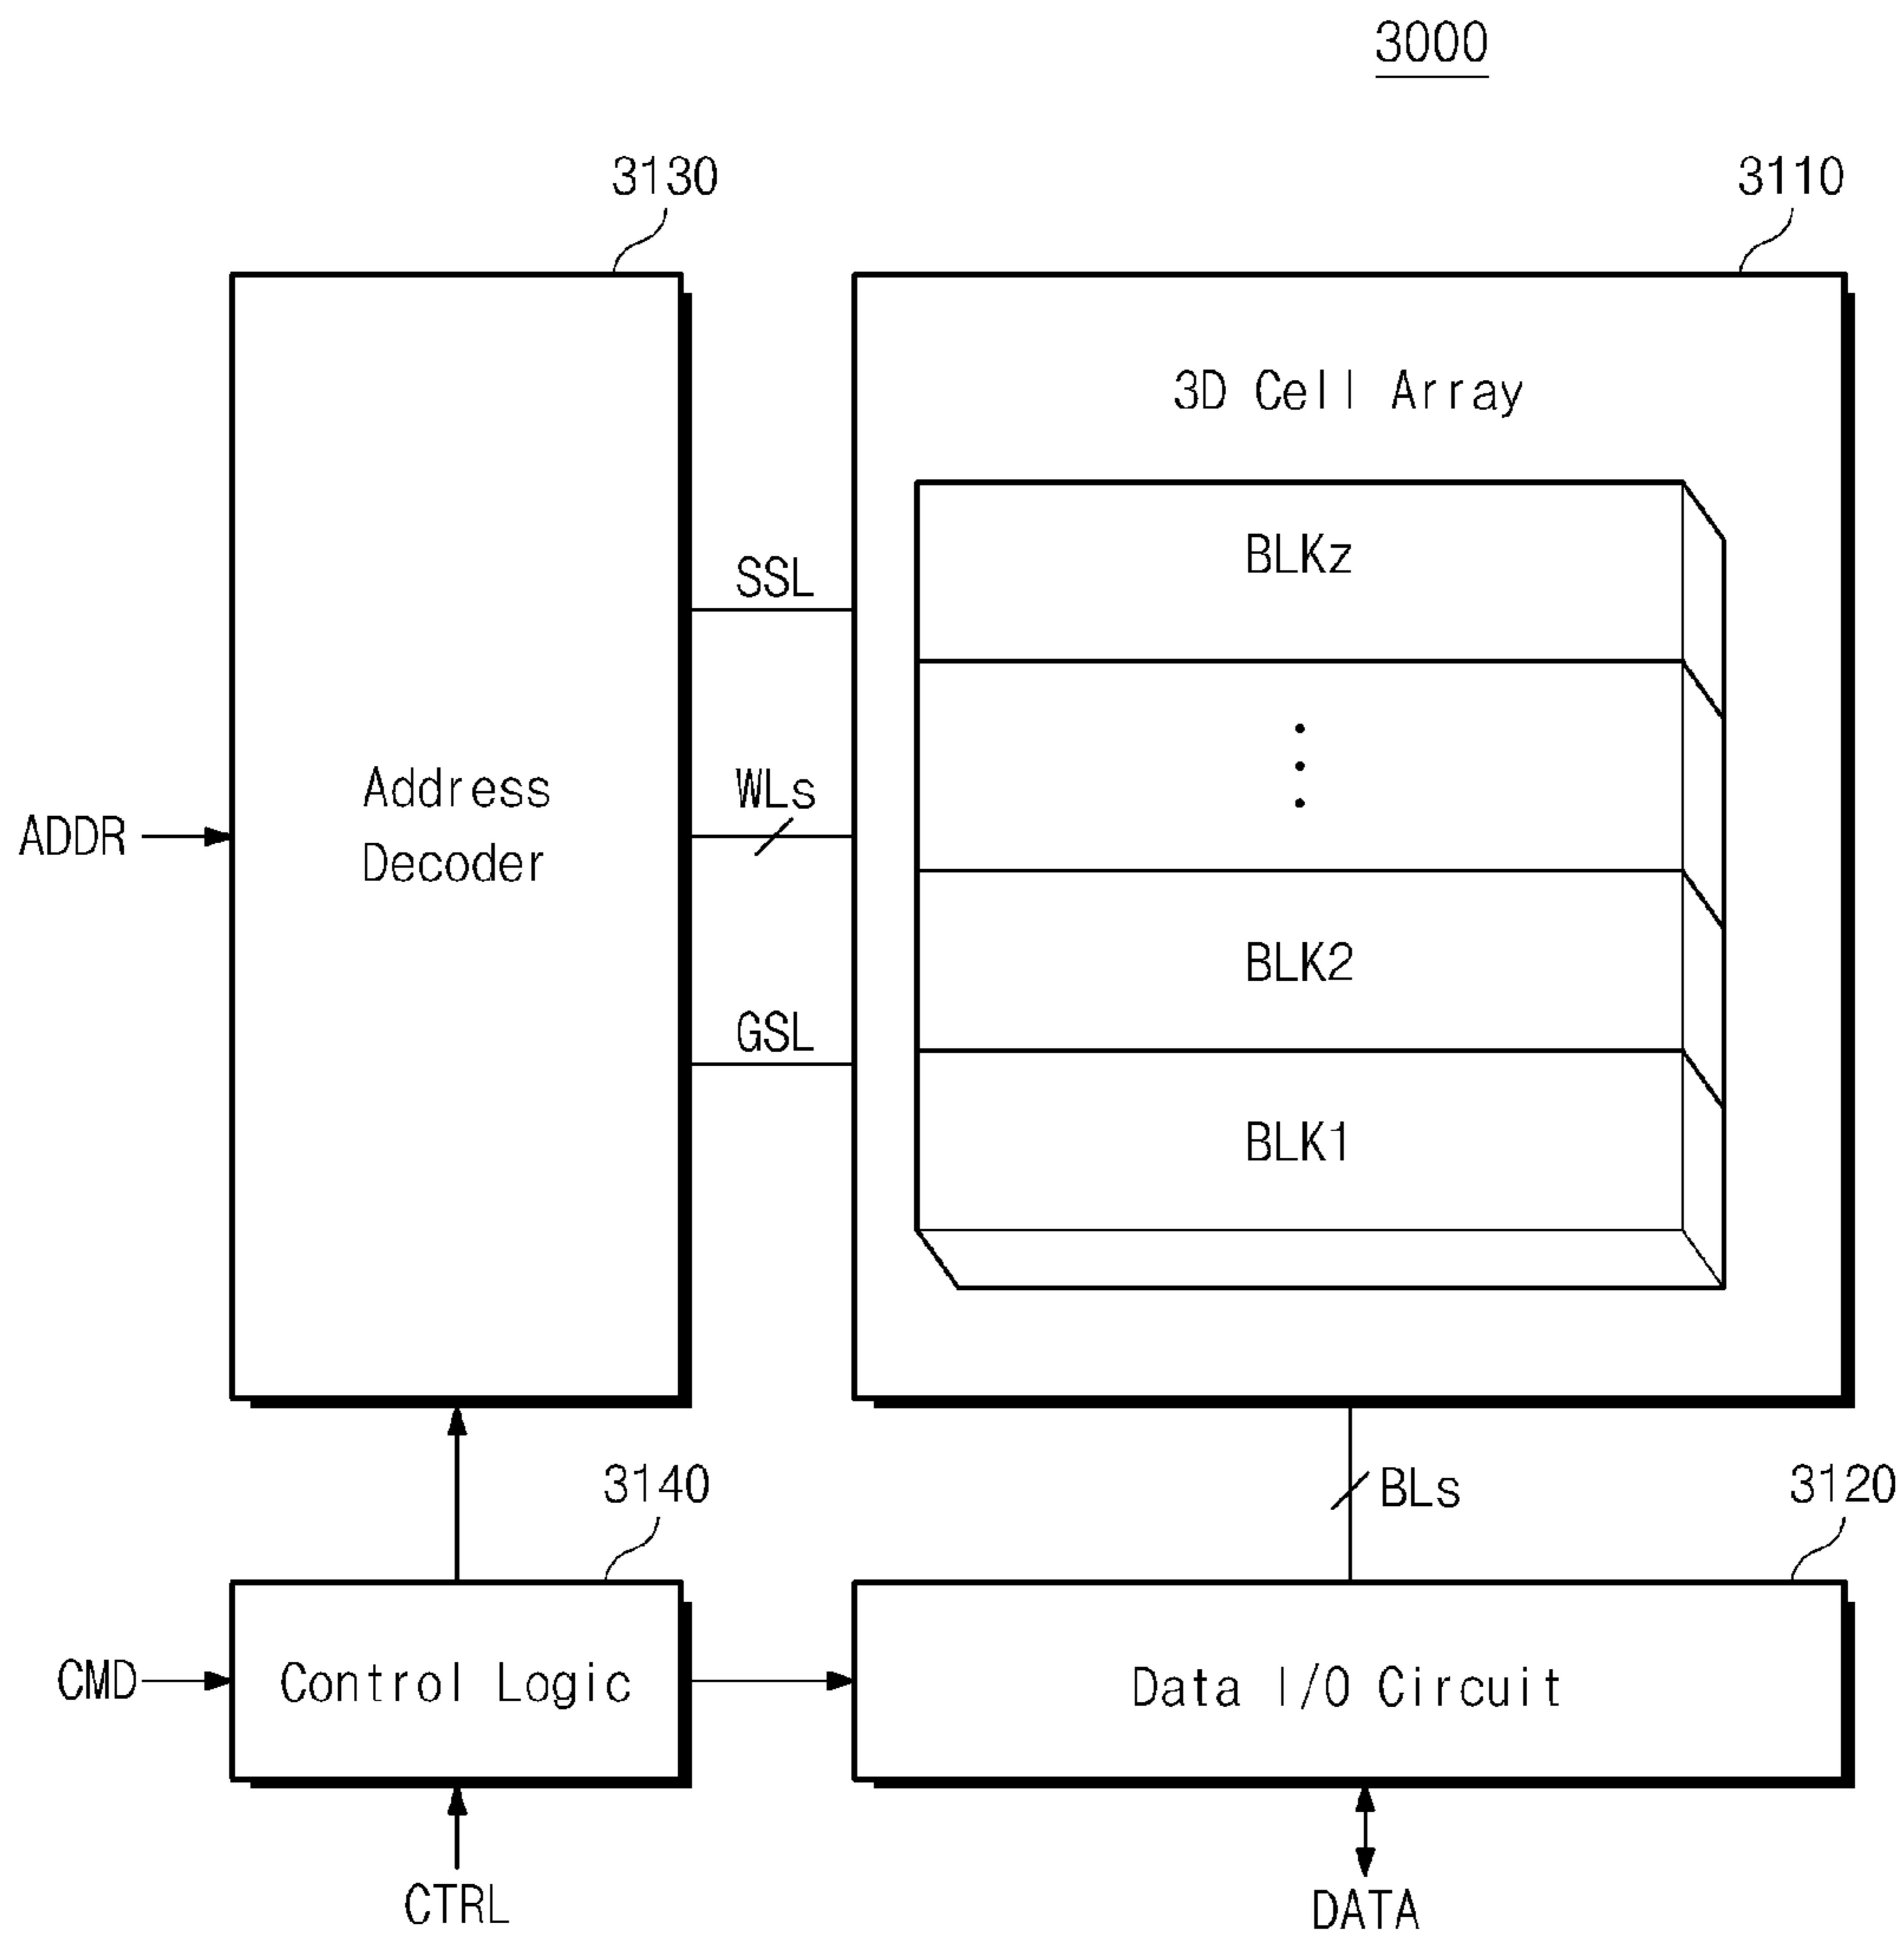 3000
3130
3110
3D Cell Array
BLKz
SSL
Address
Decoder
WLs
ADDR
BLK2
GSL
BLK1
3140
BLs
3120
CMD
Control Logic
Data I/O Circuit
CTRL
DATA